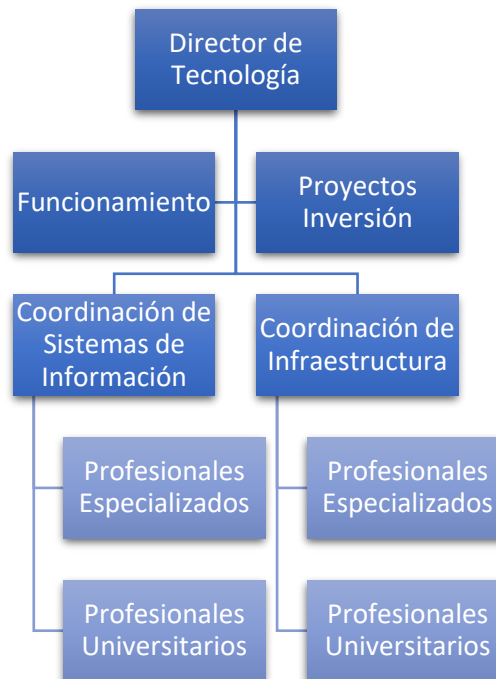 Director de
Tecnología
Funcionamiento
Proyectos
Inversión
Coordinación de
Sistemas de
Información
Coordinación de
Infraestructura
Profesionales
Especializados
Profesionales
Especializados
Profesionales
Universitarios
Profesionales
Universitarios